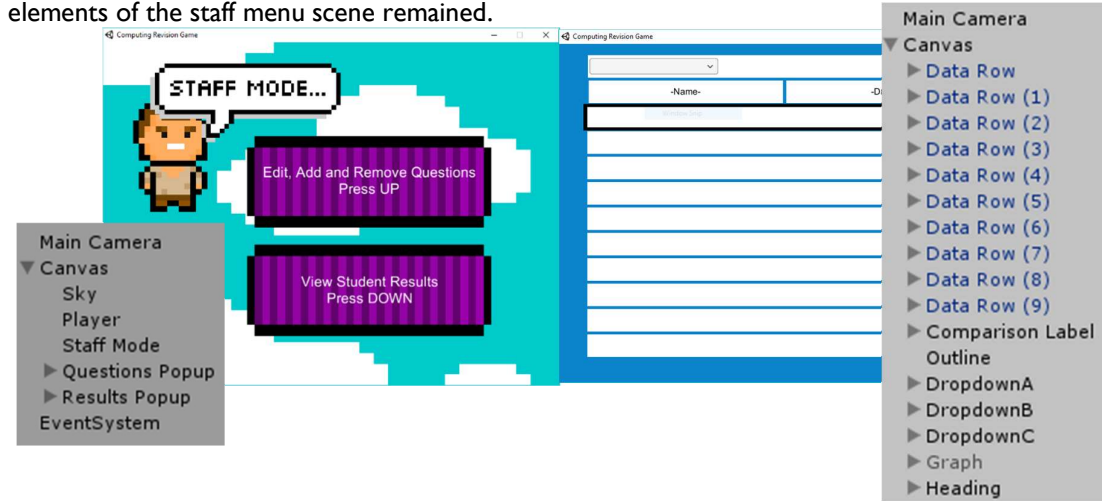 elements of the staff menu scene remained.
Computing Revision Game
STAFF MODE...
Edit, Add and Remove Questions
Press UP
View Student Results
Press DOWN
Main Camera
Canvas
Sky
Player
Staff Mode
Questions Popup
Results Popup
EventSystem
Computing Revision Game
-Name-
Main Camera
Canvas
Data Row
Data Row (1)
Data Row (2)
Data Row (3)
Data Row (4)
Data Row (5)
Data Row (6)
Data Row (7)
Data Row (8)
Data Row (9)
Comparison Label
Outline
DropdownA
DropdownB
DropdownC
Graph
Heading